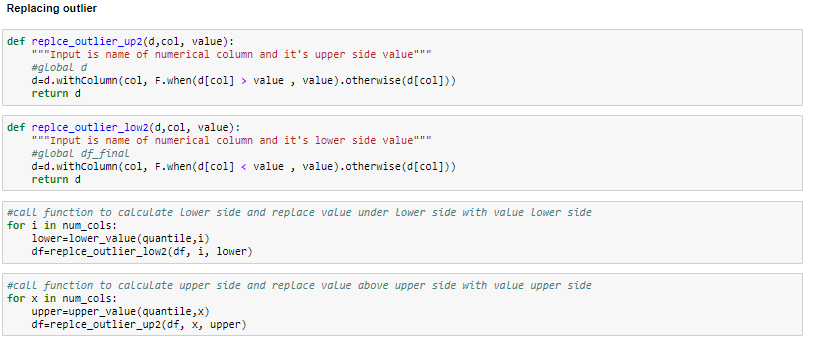 Replacing outlier
def replce_outlier_up2(d,col, value):
    """Input is name of numerical column and it's upper side value"""
    #global d
    d=d.withColumn(col, F.when(d[col] > value , value).otherwise(d[col]))
    return d
def replce_outlier_low2(d,col, value):
    """Input is name of numerical column and it's lower side value"""
    #global df_final
    d=d.withColumn(col, F.when(d[col] < value , value).otherwise(d[col]))
    return d
#call function to calculate lower side and replace value under lower side with value lower side
for i in num_cols:
    lower=lower_value(quantile,i)
    df=replce_outlier_low2(df, i, lower)
#call function to calculate upper side and replace value above upper side with value upper side
for x in num_cols:
    upper=upper_value(quantile,x)
    df=replce_outlier_up2(df, x, upper)